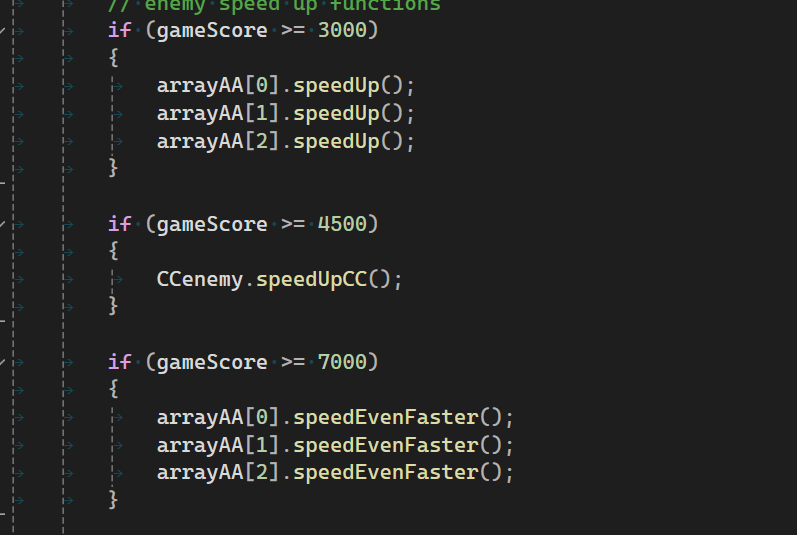 // enemy speed up functions
if (gameScore >= 3000)
{
arrayAA[0].speedUp();
arrayAA[1].speedUp();
arrayAA[2].speedUp();
}
if (gameScore >= 4500)
{
CCenemy.speedUpCC();
}
if (gameScore >= 7000)
{
arrayAA[0].speedEvenFaster();
arrayAA[1].speedEvenFaster();
arrayAA[2].speedEvenFaster();
}